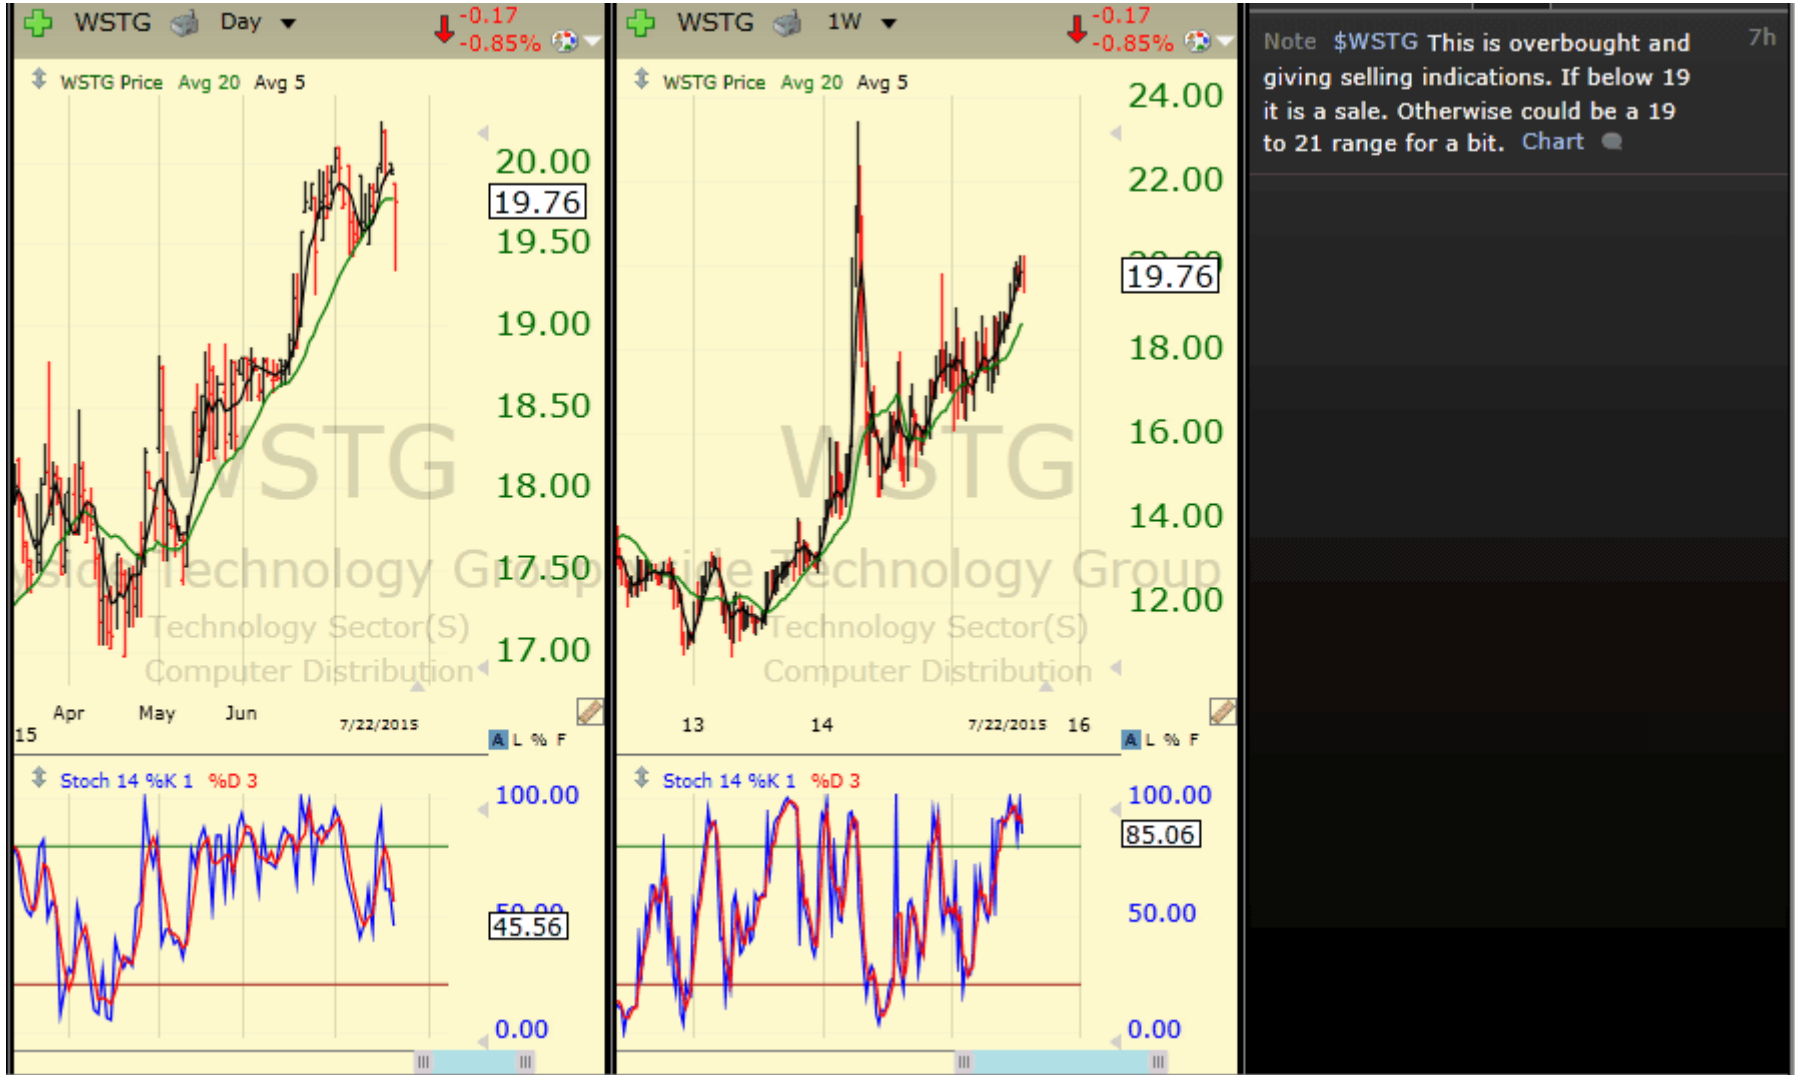 WSTG Day
-0.17
-0.85%
WSTG Price Avg 20 Avg 5
20.00
19.76
19.50
19.00
18.50
18.00
17.50
17.00
WSTG
Technology Group
Technology Sector(S)
Computer Distribution
Apr May Jun 7/22/2015
15
A L % F
Stoch 14 %K 1 %D 3
100.00
50.00
45.56
0.00
WSTG 1W
-0.17
-0.85%
WSTG Price Avg 20 Avg 5
24.00
22.00
20.00
19.76
18.00
16.00
14.00
12.00
WSTG
Technology Group
Technology Sector(S)
Computer Distribution
13 14 7/22/2015 16
A L % F
Stoch 14 %K 1 %D 3
100.00
85.06
50.00
0.00
Note $WSTG This is overbought and 7h
giving selling indications. If below 19
it is a sale. Otherwise could be a 19
to 21 range for a bit. Chart